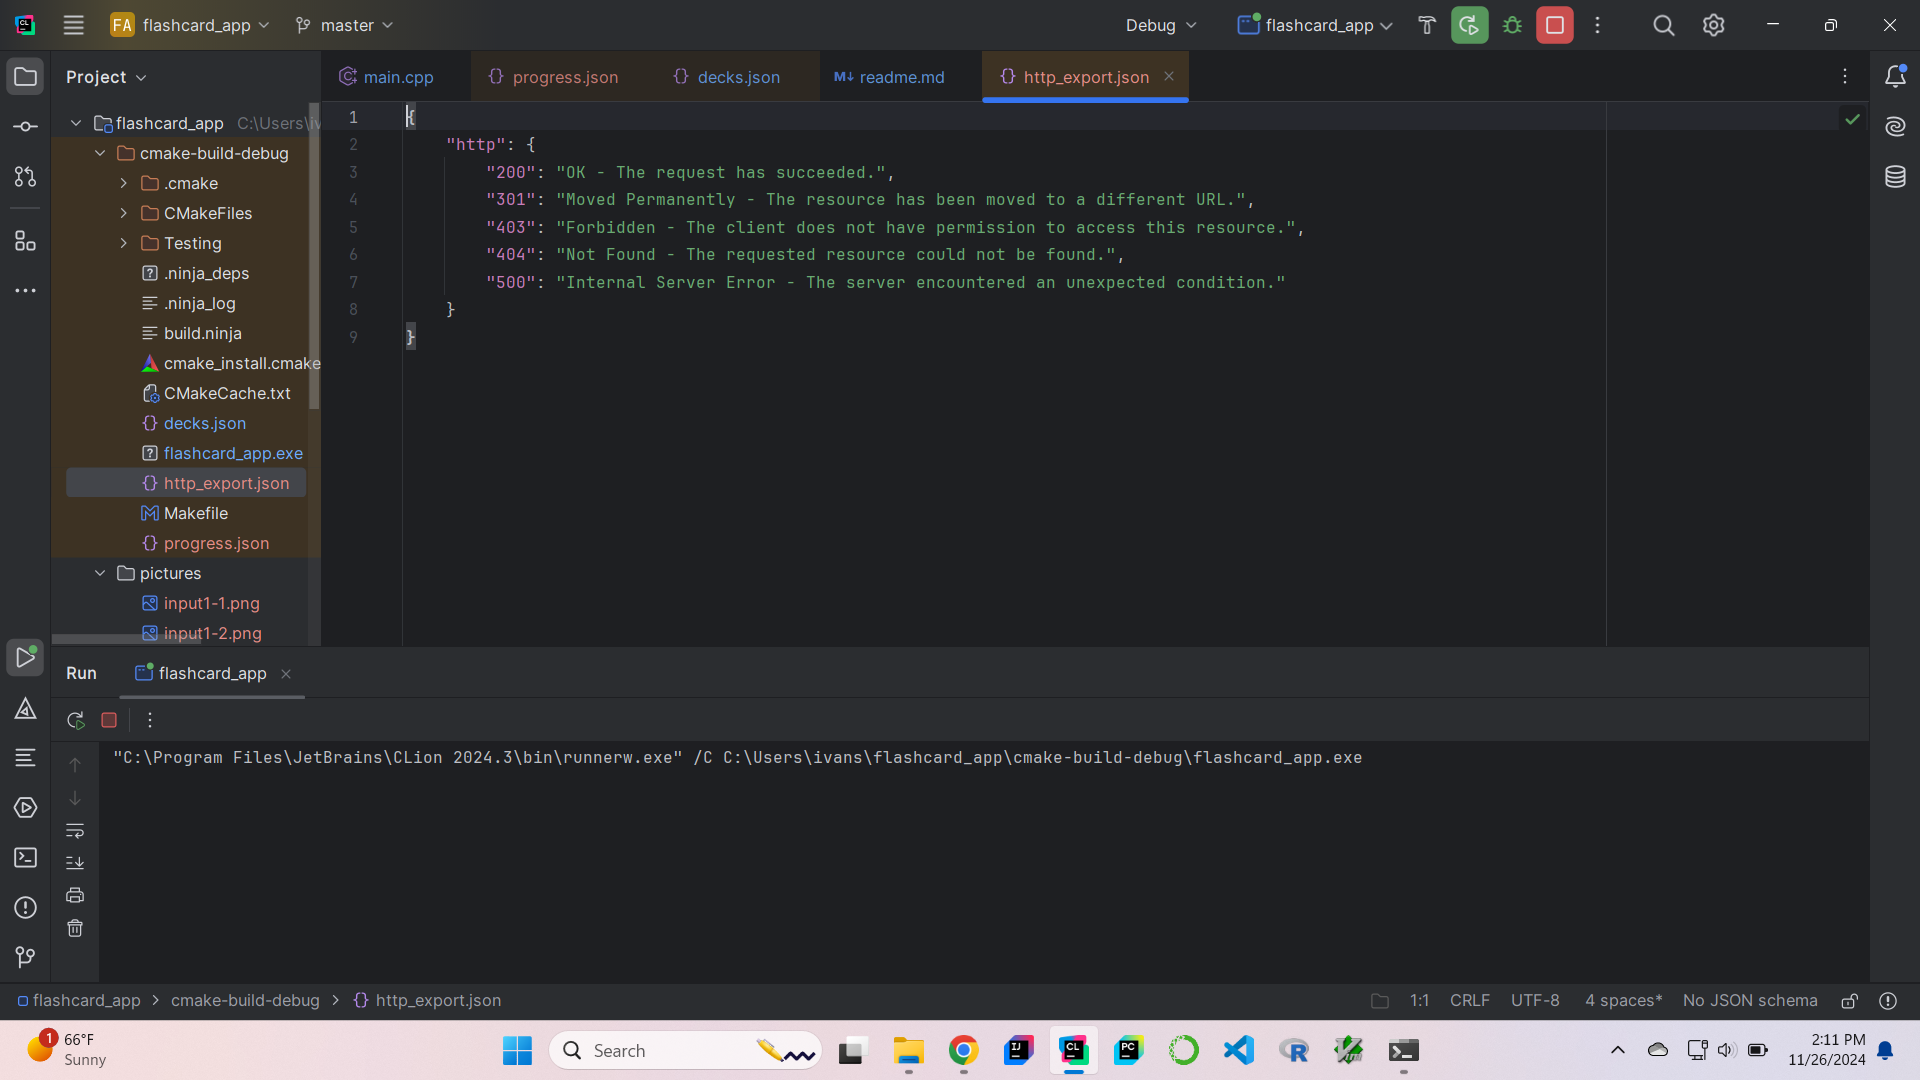 FA flashcard_app master Debug flashcard_app
Project main.cpp progress.json decks.json readme.md http_export.json
flashcard_app C:\Users\iv
cmake-build-debug
.cmake
CMakeFiles
Testing
.ninja_deps
.ninja_log
build.ninja
cmake_install.cmake
CMakeCache.txt
decks.json
flashcard_app.exe
http_export.json
Makefile
progress.json
pictures
input1-1.png
input1-2.png
1 {
2 "http": {
3 "200": "OK - The request has succeeded.",
4 "301": "Moved Permanently - The resource has been moved to a different URL.",
5 "403": "Forbidden - The client does not have permission to access this resource.",
6 "404": "Not Found - The requested resource could not be found.",
7 "500": "Internal Server Error - The server encountered an unexpected condition."
8 }
9 }
Run flashcard_app
"C:\Program Files\JetBrains\CLion 2024.3\bin\runnerw.exe" /C C:\Users\ivans\flashcard_app\cmake-build-debug\flashcard_app.exe
flashcard_app > cmake-build-debug > http_export.json 1:1 CRLF UTF-8 4 spaces* No JSON schema
1 66°F
Sunny
Search
2:11 PM
11/26/2024